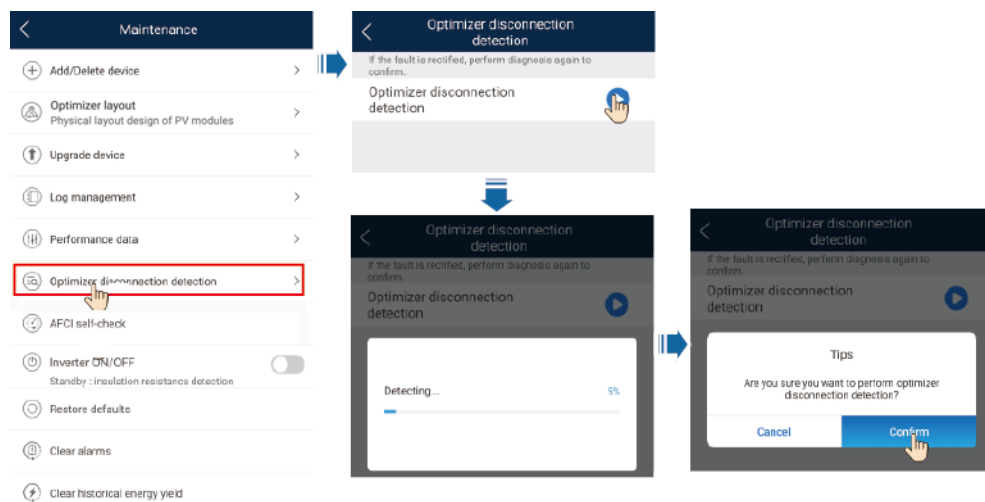 Maintenance
Add/Delete device
Optimizer layout
Physical layout design of PV modules
Upgrade device
Log management
Performance data
Optimizer disconnection detection
AFCI self-check
Inverter ON/OFF
Standby : insulation resistance detection
Restore defaults
Clear alarms
Clear historical energy yield
Optimizer disconnection
detection
If the fault is rectified, perform diagnosis again to
confirm.
Optimizer disconnection
detection
Optimizer disconnection
detection
If the fault is rectified, perform diagnosis again to
confirm.
Optimizer disconnection
detection
Detecting... 5%
Optimizer disconnection
detection
If the fault is rectified, perform diagnosis again to
confirm.
Optimizer disconnection
detection
Tips
Are you sure you want to perform optimizer
disconnection detection?
Cancel Confirm